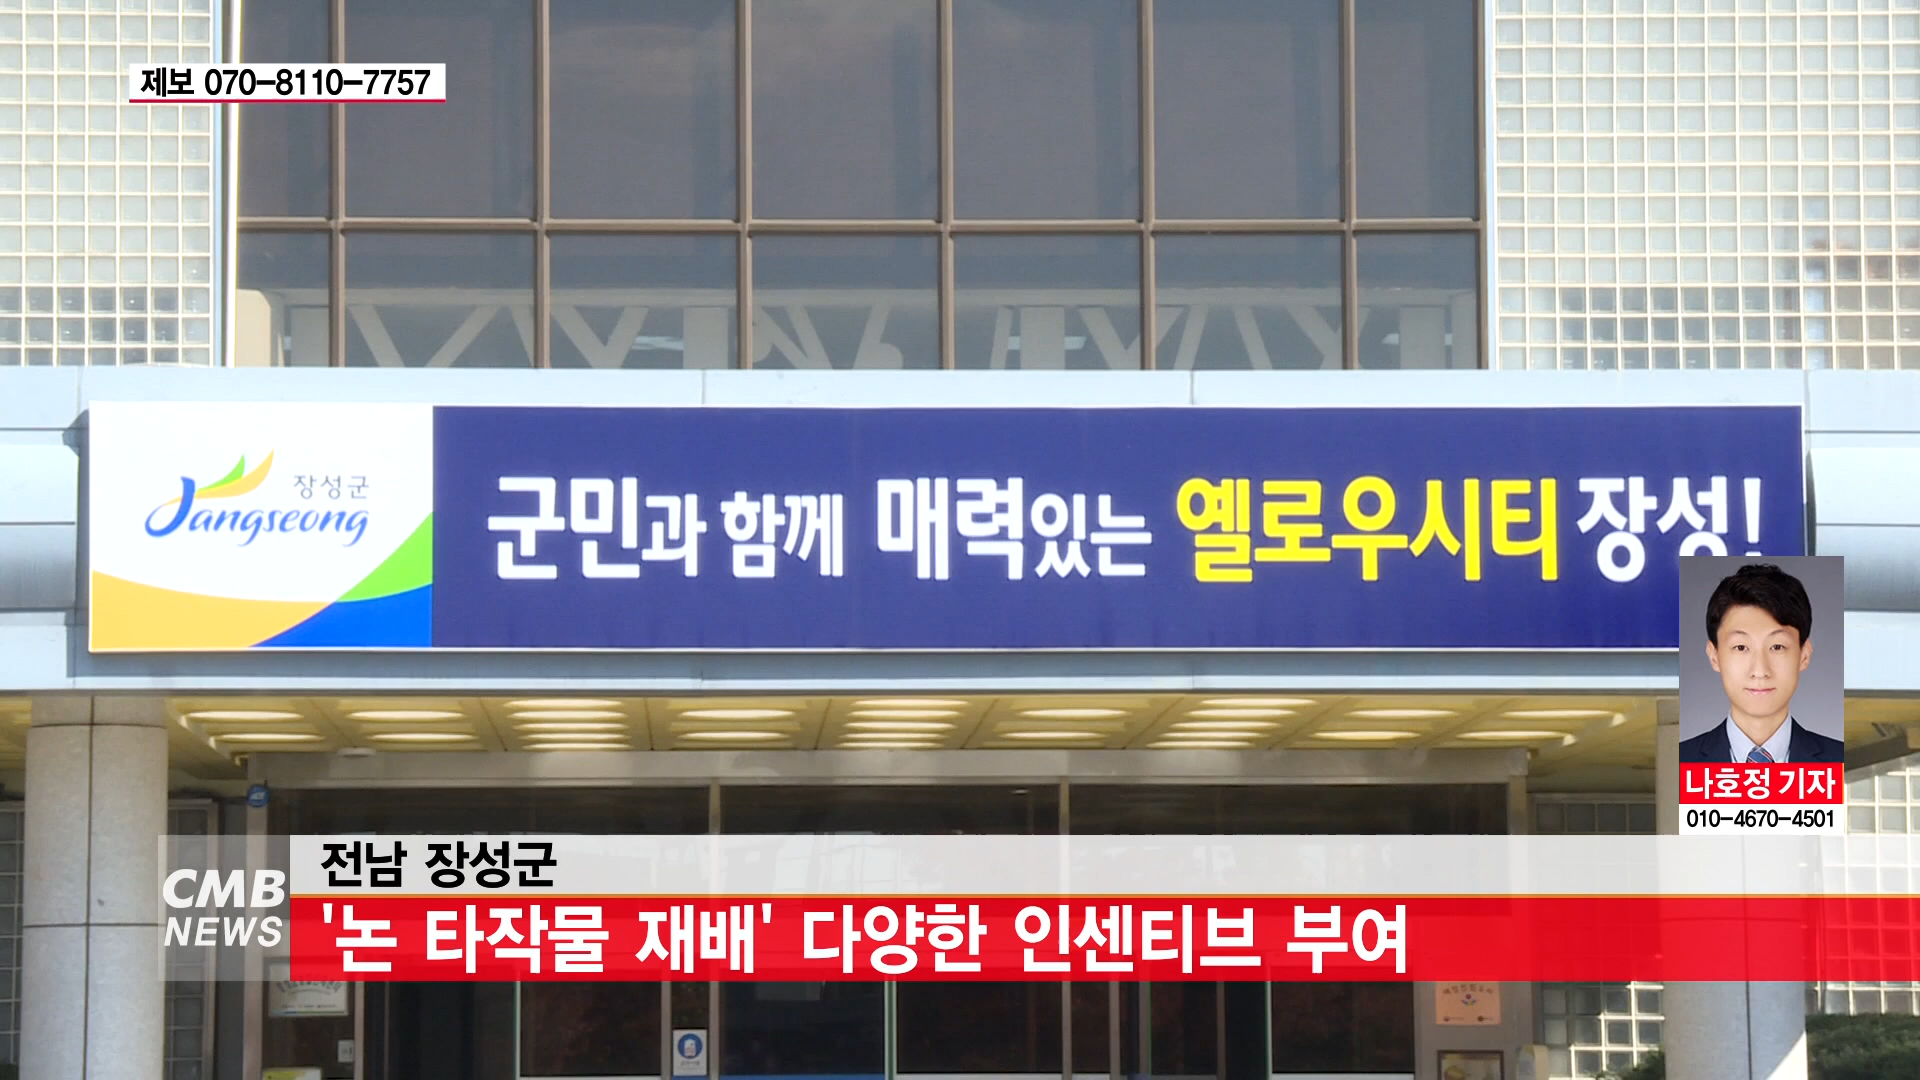 제보 070-8110-7757
장성군
Jangseong
군민과 함께 매력있는 옐로우시티 장성!
나호정 기자
010-4670-4501
전남 장성군
CMB
NEWS
'논 타작물 재배' 다양한 인센티브 부여